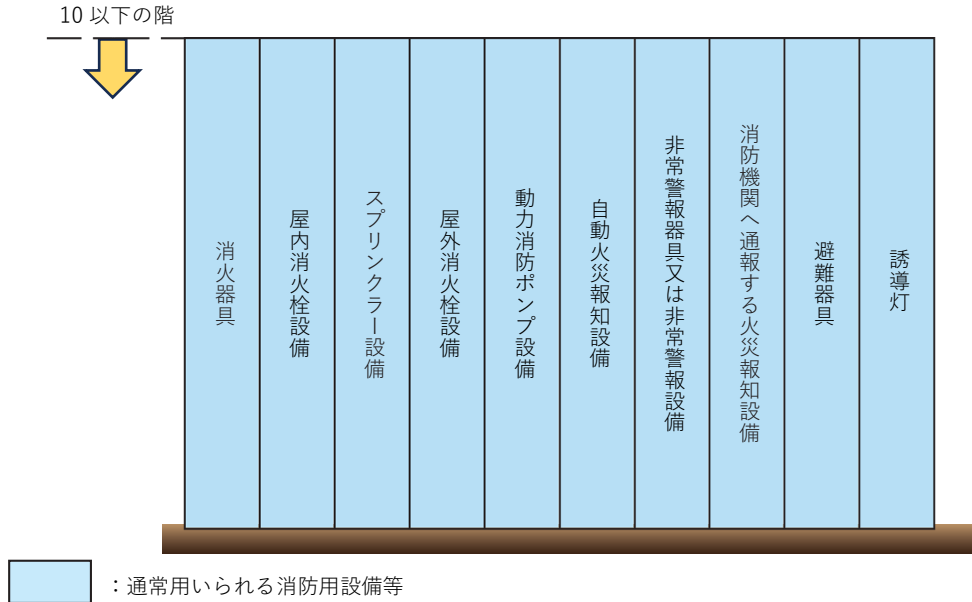 10 以下の階
消火器具
屋内消火栓設備
スプリンクラー設備
屋外消火栓設備
動力消防ポンプ設備
自動火災報知設備
非常警報器具又は非常警報設備
消防機関へ通報する火災報知設備
避難器具
誘導灯
：通常用いられる消防用設備等